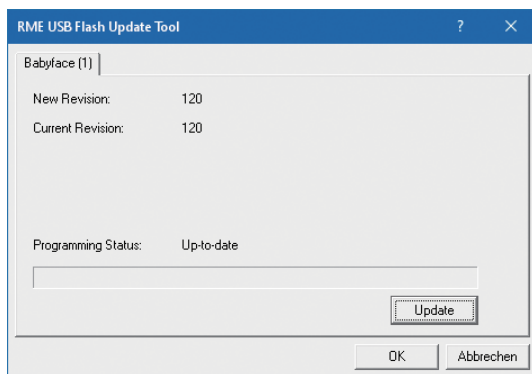 RME USB Flash Update Tool ? ×
Babyface (1)
New Revision: 120
Current Revision: 120
Programming Status: Up-to-date
Update
OK Abbrechen